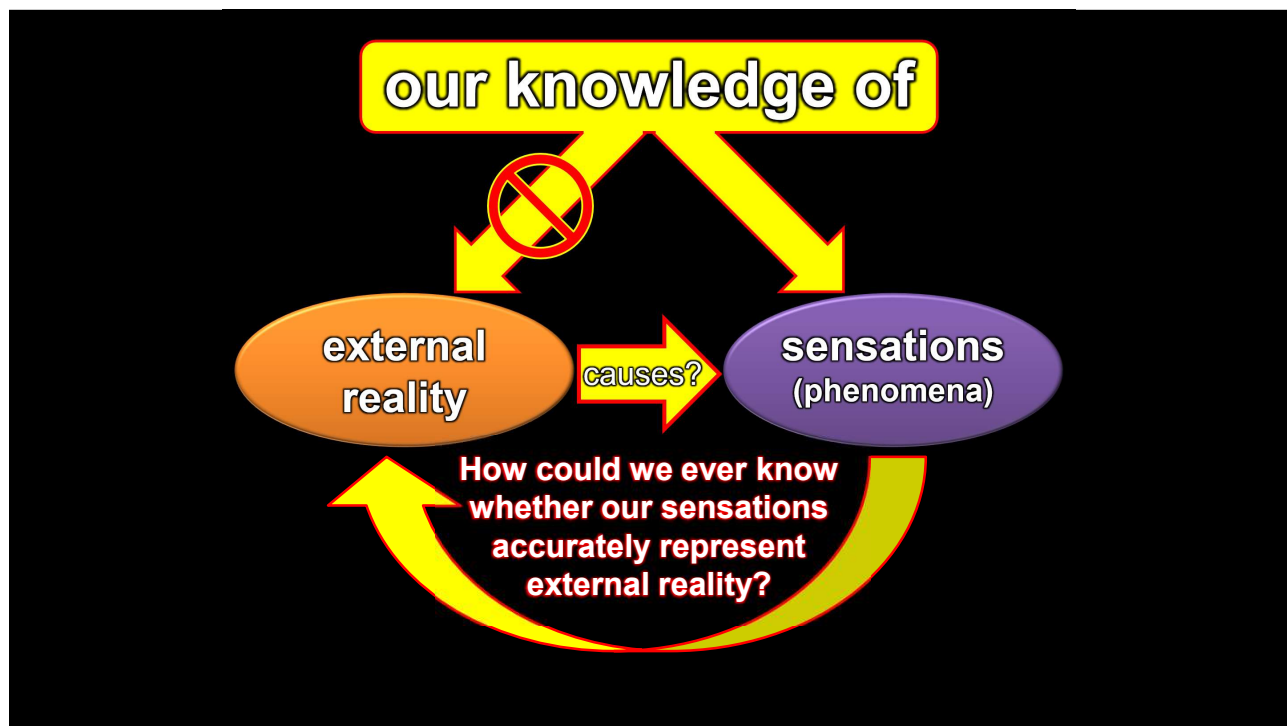 our knowledge of
external
reality
causes?
sensations
(phenomena)
How could we ever know
whether our sensations
accurately represent
external reality?